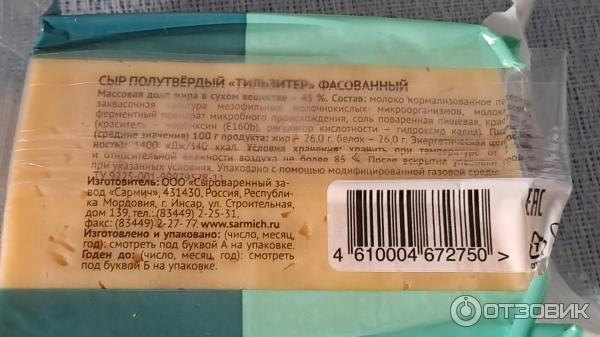 СЫР ПОЛУТВЁРДЫЙ «ТИЛЬЗИТЕР» ФАСОВАННЫЙ
Массовая доля жира в сухом веществе – 45 %. Состав: молоко нормализованное
закваcочная культура мезофильных молочнокислых микроорганизмов,
ферментный препарат микробного происхождения, соль поваренная пищевая,
(краситель – биоксин (Е160b), регулятор кислотности – гидроксид калия).
(средние значения) 100 г продукта: жир – 26,0 г, белок – 26,0 г. Энергетическая
ность): 1400 кДж/340 ккал. Условия хранения: хранить при
и относительной влажности воздуха не более 85 %. После вскрытия
при указанных условиях. Упаковано с помощью модифицированной газовой среды.
Изготовитель: ООО «Сыроваренный за-
вод «Сармич», 431430, Россия, Республи-
ка Мордовия, г. Инсар, ул. Строительная,
дом 139, тел.: (83449) 2-25-31,
факс: (83449) 2-27-77. www.sarmich.ru
Изготовлено и упаковано: (число, месяц,
год): смотреть под буквой А на упаковке.
Годен до: (число, месяц, год): смотреть
под буквой Б на упаковке.
4 610004 672750 >
EAC
ОТЗОВИК